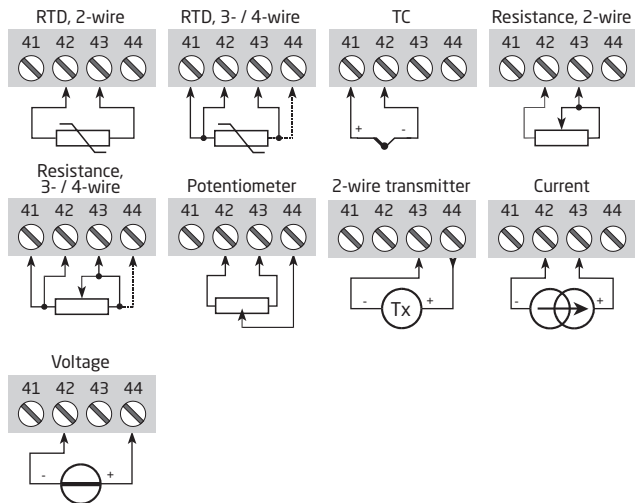 RTD, 2-wire
RTD, 3- / 4-wire
TC
Resistance, 2-wire
41 42 43 44
41 42 43 44
41 42 43 44
41 42 43 44
+ -
Resistance,
3- / 4-wire
Potentiometer
2-wire transmitter
Current
41 42 43 44
41 42 43 44
41 42 43 44
41 42 43 44
- Tx +
- +
Voltage
41 42 43 44
- +